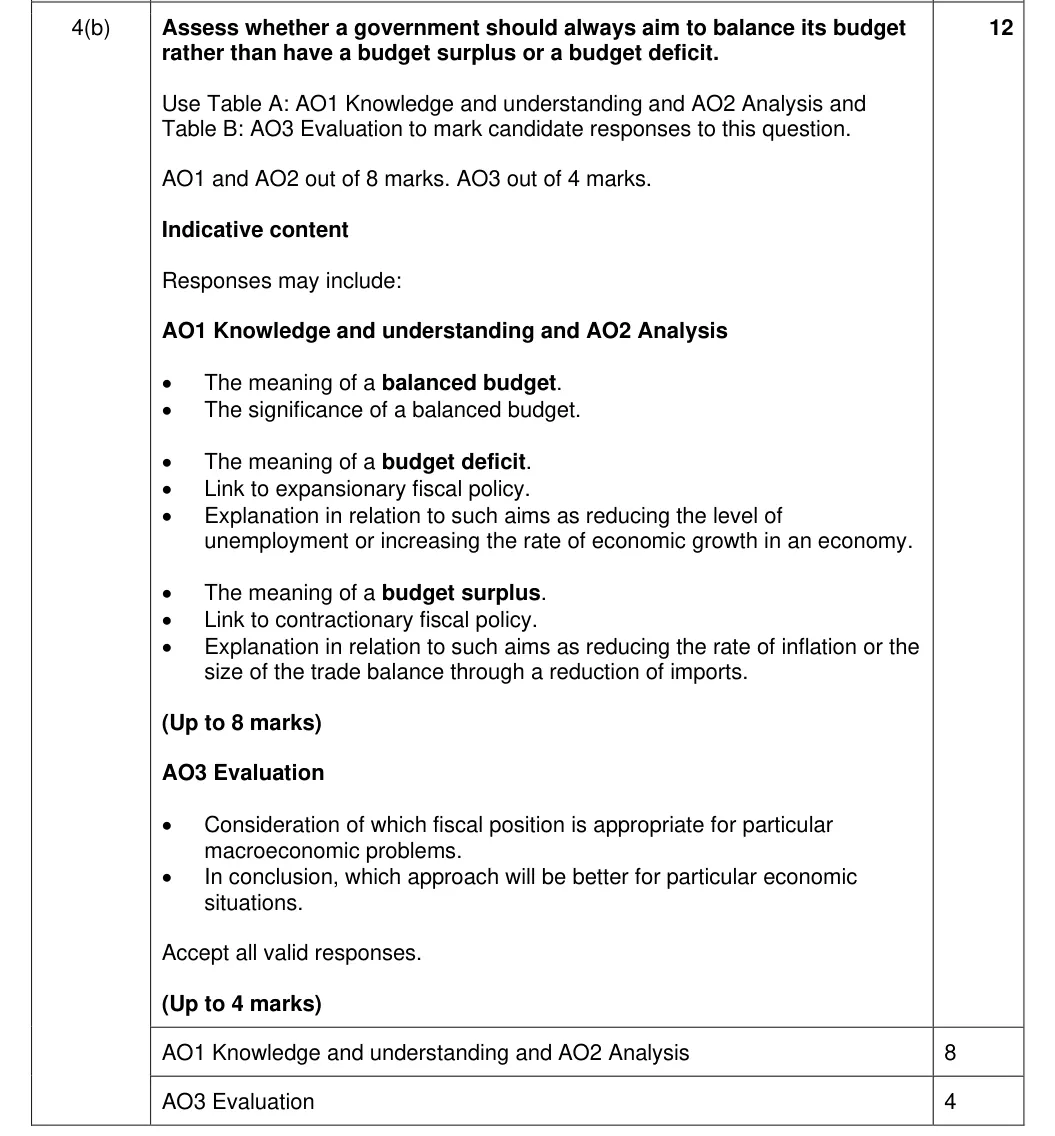 4(b)
Assess whether a government should always aim to balance its budget
rather than have a budget surplus or a budget deficit.
12
Use Table A: AO1 Knowledge and understanding and AO2 Analysis and
Table B: AO3 Evaluation to mark candidate responses to this question.
AO1 and AO2 out of 8 marks. AO3 out of 4 marks.
Indicative content
Responses may include:
AO1 Knowledge and understanding and AO2 Analysis
• The meaning of a balanced budget.
• The significance of a balanced budget.
• The meaning of a budget deficit.
• Link to expansionary fiscal policy.
• Explanation in relation to such aims as reducing the level of
unemployment or increasing the rate of economic growth in an economy.
• The meaning of a budget surplus.
• Link to contractionary fiscal policy.
• Explanation in relation to such aims as reducing the rate of inflation or the
size of the trade balance through a reduction of imports.
(Up to 8 marks)
AO3 Evaluation
• Consideration of which fiscal position is appropriate for particular
macroeconomic problems.
• In conclusion, which approach will be better for particular economic
situations.
Accept all valid responses.
(Up to 4 marks)
AO1 Knowledge and understanding and AO2 Analysis 8
AO3 Evaluation 4